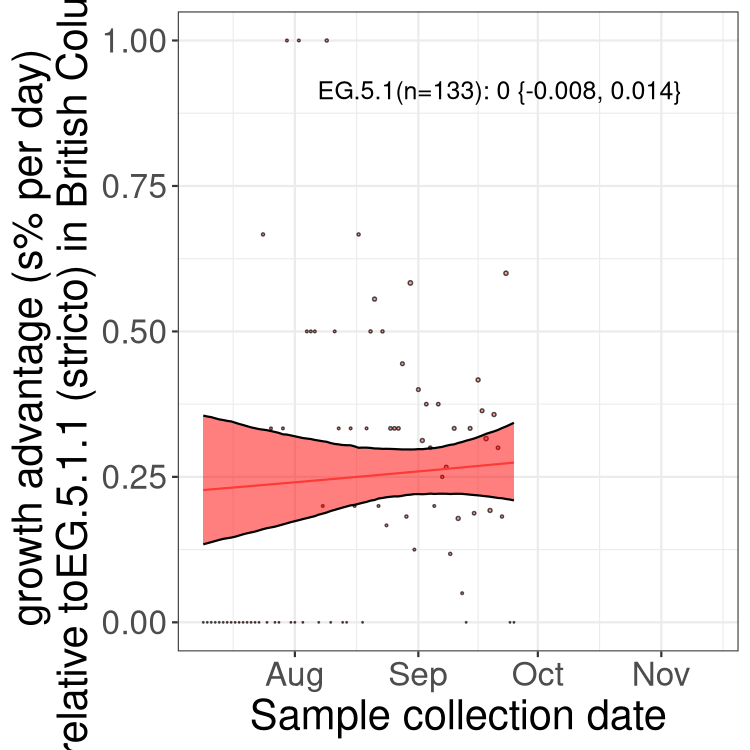 growth advantage (s% per day)
relative toEG.5.1.1 (stricto) in British Colu
1.00
0.75
0.50
0.25
0.00
EG.5.1(n=133): 0 {-0.008, 0.014}
Aug Sep Oct Nov
Sample collection date